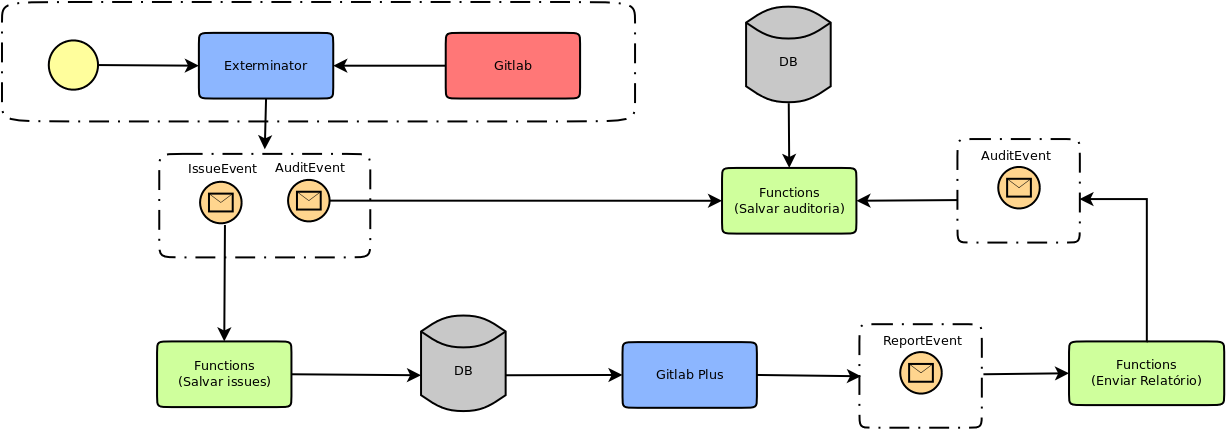 Exterminator
Gitlab
DB
IssueEvent
AuditEvent
AuditEvent
Functions
(Salvar auditoria)
ReportEvent
Functions
(Salvar issues)
DB
Gitlab Plus
Functions
(Enviar Relatório)